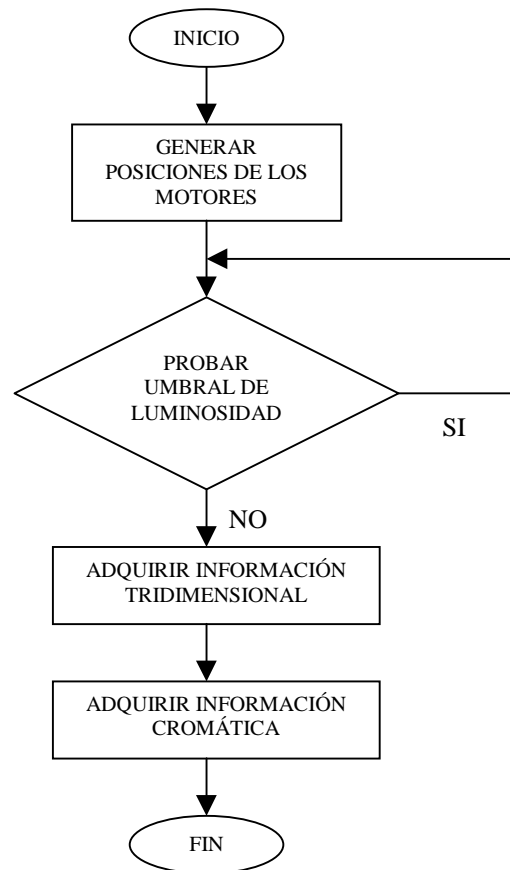 INICIO
GENERAR
POSICIONES DE LOS
MOTORES
PROBAR
UMBRAL DE
LUMINOSIDAD
SI
NO
ADQUIRIR INFORMACIÓN
TRIDIMENSIONAL
ADQUIRIR INFORMACIÓN
CROMÁTICA
FIN